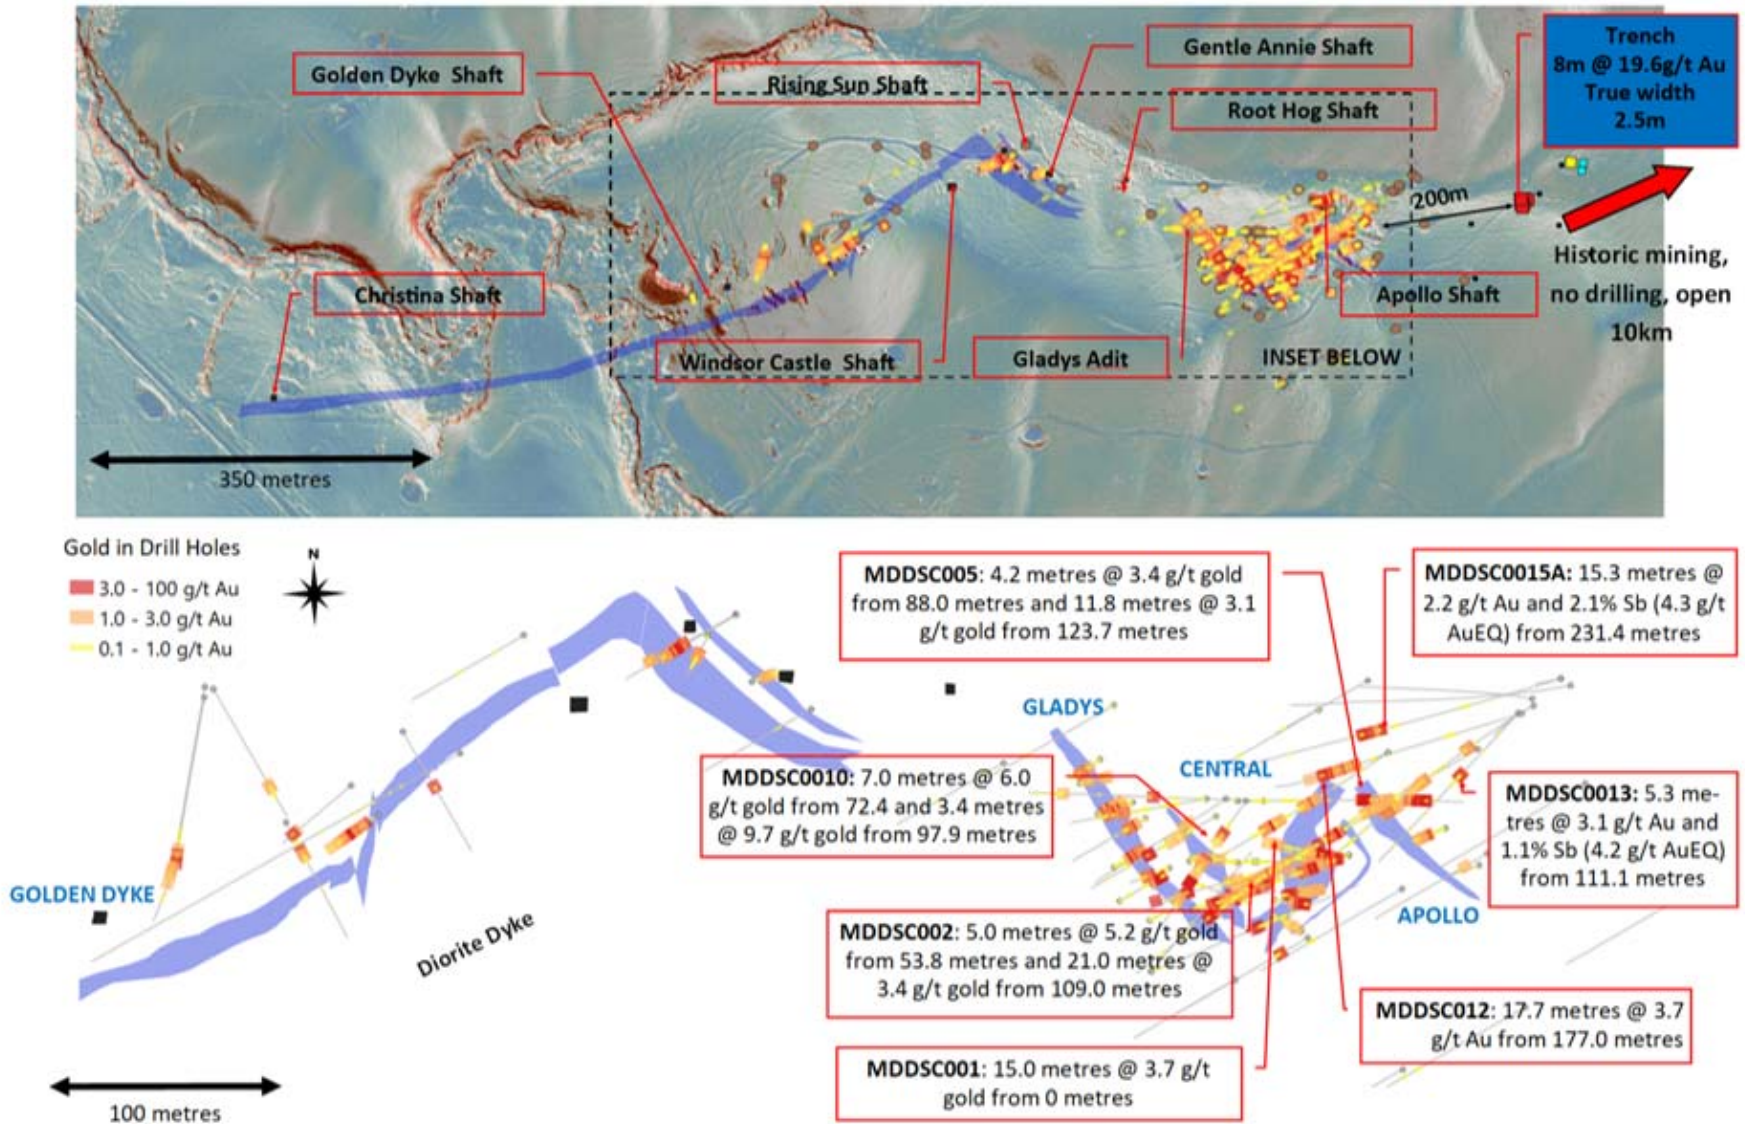 Golden Dyke Shaft
Rising Sun Shaft
Gentle Annie Shaft
Root Hog Shaft
Trench
8m @ 19.6g/t Au
True width
2.5m
200m
Historic mining,
no drilling, open
10km
Christina Shaft
Windsor Castle Shaft
Gladys Adit
Apollo Shaft
INSET BELOW
350 metres
Gold in Drill Holes
3.0 - 100 g/t Au
1.0 - 3.0 g/t Au
0.1 - 1.0 g/t Au
N
MDDSC005: 4.2 metres @ 3.4 g/t gold
from 88.0 metres and 11.8 metres @ 3.1
g/t gold from 123.7 metres
MDDSC0015A: 15.3 metres @
2.2 g/t Au and 2.1% Sb (4.3 g/t
AuEQ) from 231.4 metres
GLADYS
CENTRAL
MDDSC0010: 7.0 metres @ 6.0
g/t gold from 72.4 and 3.4 metres
@ 9.7 g/t gold from 97.9 metres
MDDSC0013: 5.3 me-
tres @ 3.1 g/t Au and
1.1% Sb (4.2 g/t AuEQ)
from 111.1 metres
GOLDEN DYKE
Diorite Dyke
APOLLO
MDDSC002: 5.0 metres @ 5.2 g/t gold
from 53.8 metres and 21.0 metres @
3.4 g/t gold from 109.0 metres
MDDSC012: 17.7 metres @ 3.7
g/t Au from 177.0 metres
MDDSC001: 15.0 metres @ 3.7 g/t
gold from 0 metres
100 metres